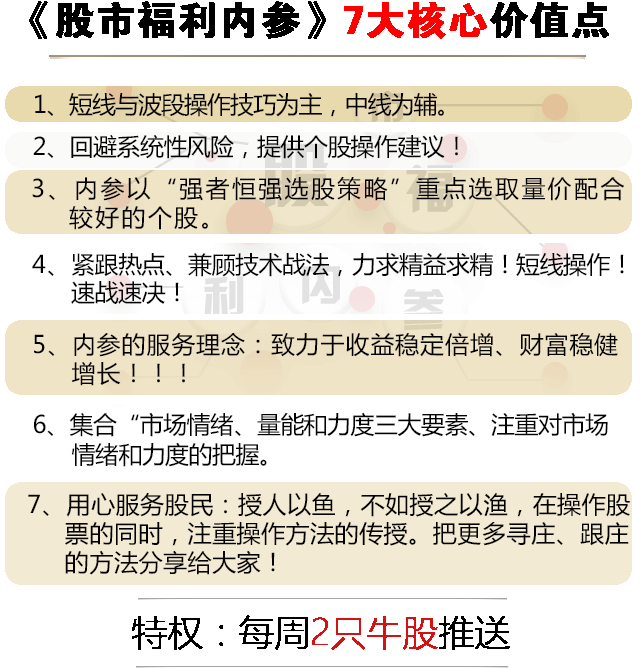 《股市福利内参》7大核心价值点
1、短线与波段操作技巧为主，中线为辅。
2、回避系统性风险，提供个股操作建议！
3、内参以“强者恒强选股策略”重点选取量价配合
较好的个股。
4、紧跟热点、兼顾技术战法，力求精益求精！短线操作！
速战速决！
5、内参的服务理念：致力于收益稳定倍增、财富稳健
增长！！！
6、集合“市场情绪、量能和力度三大要素、注重对市场
情绪和力度的把握。
7、用心服务股民：授人以鱼，不如授之以渔，在操作股
票的同时，注重操作方法的传授。把更多寻庄、跟庄
的方法分享给大家！
特权：每周2只牛股推送
股市福利内参